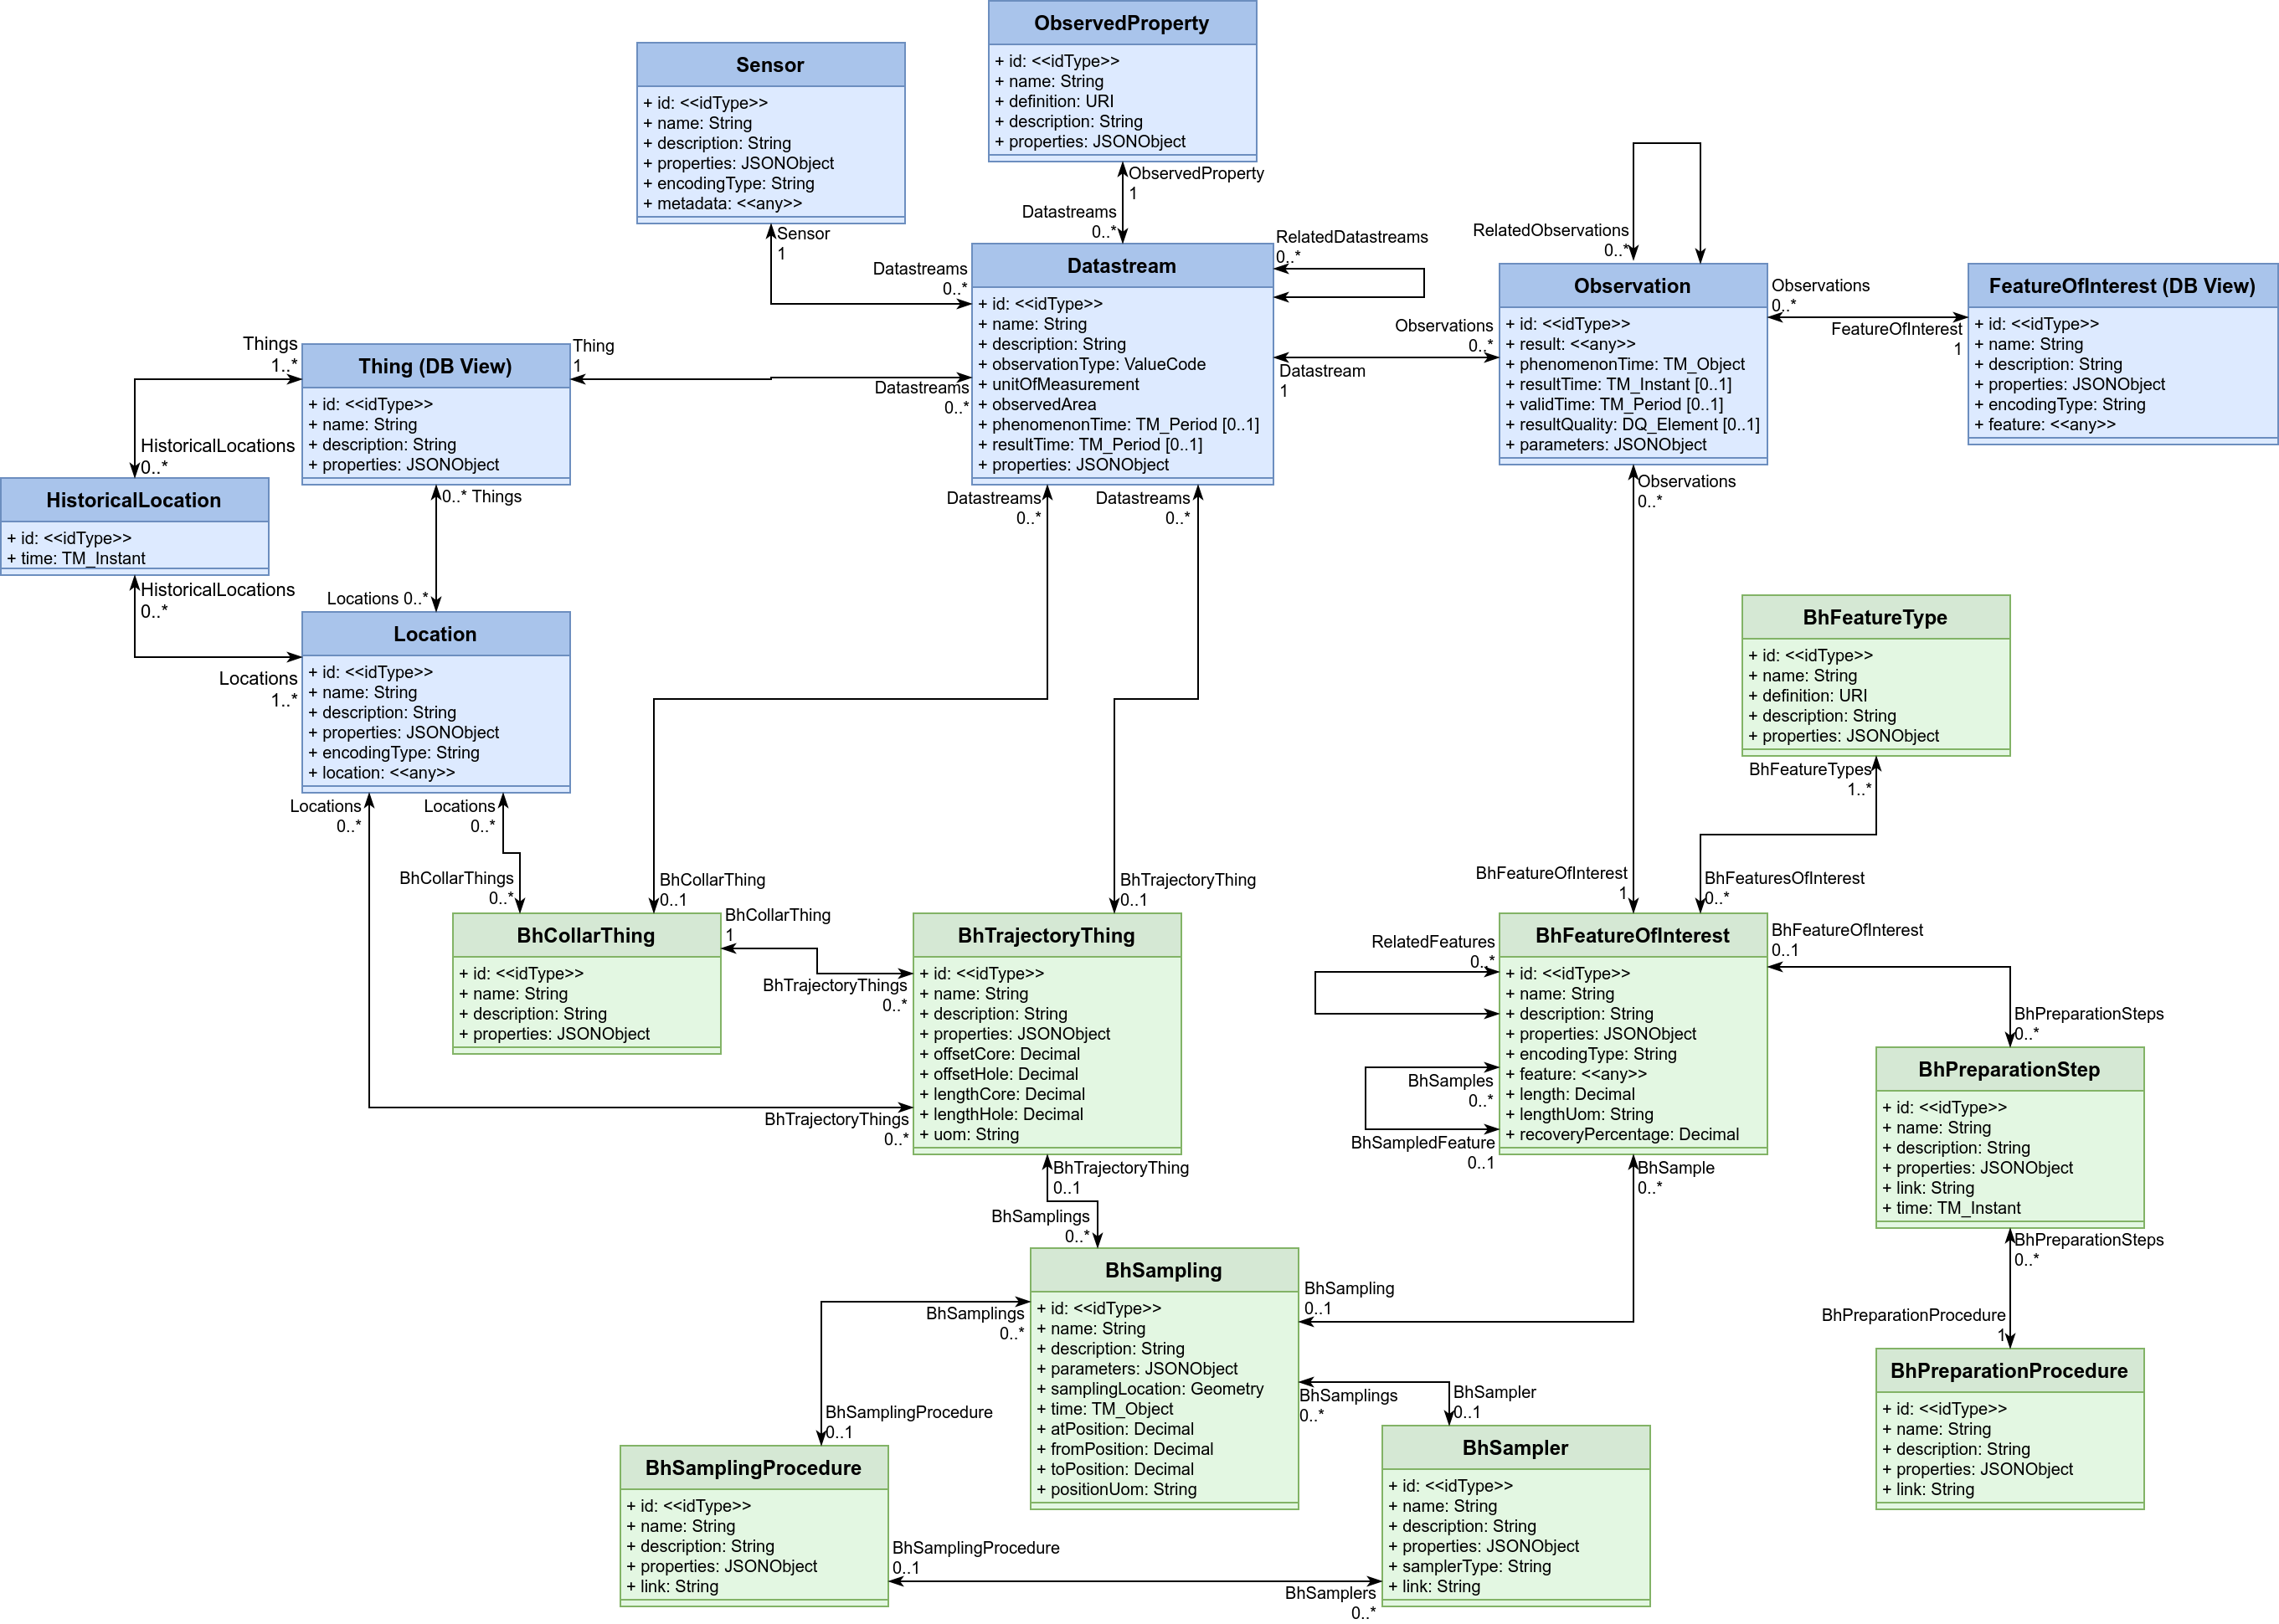 ObservedProperty
+ id: <<idType>>
+ name: String
+ definition: URI
+ description: String
+ properties: JSONObject
ObservedProperty
1
Datastreams
0..*
Sensor
+ id: <<idType>>
+ name: String
+ description: String
+ properties: JSONObject
+ encodingType: String
+ metadata: <<any>>
Sensor
1
Datastreams
0..*
Datastream
+ id: <<idType>>
+ name: String
+ description: String
+ observationType: ValueCode
+ unitOfMeasurement
+ observedArea
+ phenomenonTime: TM_Period [0..1]
+ resultTime: TM_Period [0..1]
+ properties: JSONObject
RelatedDatastreams
0..*
Observations
0..*
Datastream
1
RelatedObservations
0..*
Observation
+ id: <<idType>>
+ result: <<any>>
+ phenomenonTime: TM_Object
+ resultTime: TM_Instant [0..1]
+ validTime: TM_Period [0..1]
+ resultQuality: DQ_Element [0..1]
+ parameters: JSONObject
Observations
0..*
FeatureOfInterest
1
FeatureOfInterest (DB View)
+ id: <<idType>>
+ name: String
+ description: String
+ properties: JSONObject
+ encodingType: String
+ feature: <<any>>
Things
1..*
Thing (DB View)
+ id: <<idType>>
+ name: String
+ description: String
+ properties: JSONObject
Thing
1
Datastreams
0..*
HistoricalLocations
0..*
HistoricalLocation
+ id: <<idType>>
+ time: TM_Instant
HistoricalLocations
0..*
0..* Things
Locations 0..*
Locations
1..*
Location
+ id: <<idType>>
+ name: String
+ description: String
+ properties: JSONObject
+ encodingType: String
+ location: <<any>>
Locations
0..*
Locations
0..*
Datastreams
0..*
Datastreams
0..*
Observations
0..*
BhFeatureType
+ id: <<idType>>
+ name: String
+ definition: URI
+ description: String
+ properties: JSONObject
BhFeatureTypes
1..*
BhCollarThings
0..*
BhCollarThing
0..1
BhCollarThing
+ id: <<idType>>
+ name: String
+ description: String
+ properties: JSONObject
BhCollarThing
1
BhTrajectoryThings
0..*
BhTrajectoryThings
0..*
BhTrajectoryThing
0..1
BhTrajectoryThing
+ id: <<idType>>
+ name: String
+ description: String
+ properties: JSONObject
+ offsetCore: Decimal
+ offsetHole: Decimal
+ lengthCore: Decimal
+ lengthHole: Decimal
+ uom: String
BhTrajectoryThing
0..1
BhSamplings
0..*
BhFeatureOfInterest
1
BhFeaturesOfInterest
0..*
BhFeatureOfInterest
+ id: <<idType>>
+ name: String
+ description: String
+ properties: JSONObject
+ encodingType: String
+ feature: <<any>>
+ length: Decimal
+ lengthUom: String
+ recoveryPercentage: Decimal
RelatedFeatures
0..*
BhSamples
0..*
BhSampledFeature
0..1
BhSample
0..*
BhFeatureOfInterest
0..1
BhPreparationSteps
0..*
BhPreparationStep
+ id: <<idType>>
+ name: String
+ description: String
+ properties: JSONObject
+ link: String
+ time: TM_Instant
BhPreparationSteps
0..*
BhPreparationProcedure
1
BhPreparationProcedure
+ id: <<idType>>
+ name: String
+ description: String
+ properties: JSONObject
+ link: String
BhSampling
+ id: <<idType>>
+ name: String
+ description: String
+ parameters: JSONObject
+ samplingLocation: Geometry
+ time: TM_Object
+ atPosition: Decimal
+ fromPosition: Decimal
+ toPosition: Decimal
+ positionUom: String
BhSampling
0..1
BhSamplings
0..*
BhSamplings
0..*
BhSampler
0..1
BhSamplingProcedure
0..1
BhSamplingProcedure
+ id: <<idType>>
+ name: String
+ description: String
+ properties: JSONObject
+ link: String
BhSamplingProcedure
0..1
BhSamplers
0..*
BhSampler
+ id: <<idType>>
+ name: String
+ description: String
+ properties: JSONObject
+ samplerType: String
+ link: String